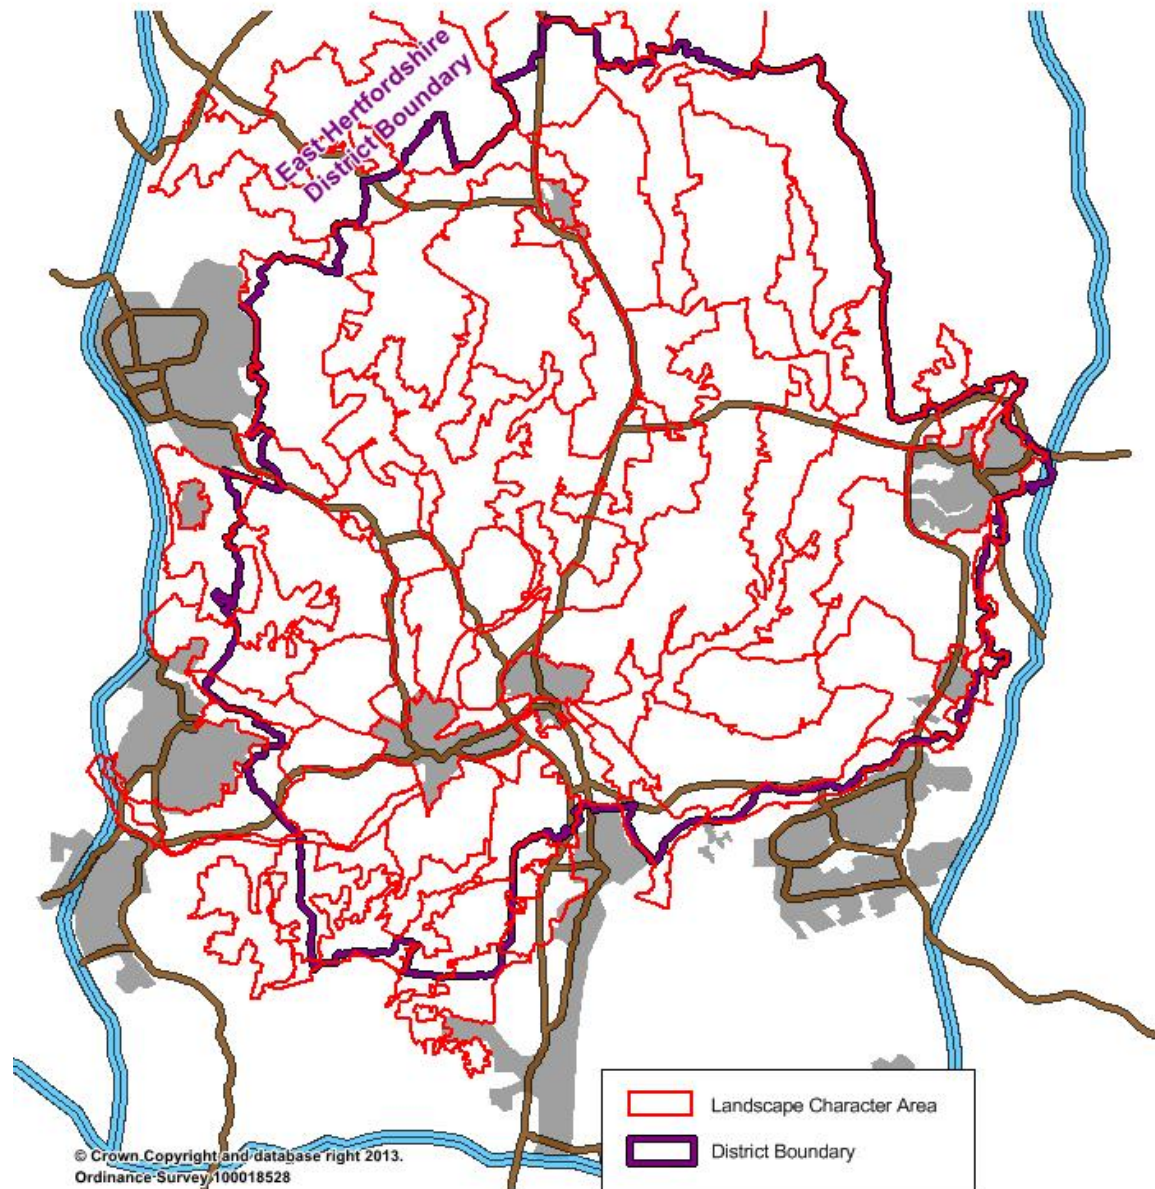 East Hertfordshire
District Boundary
Landscape Character Area
District Boundary
© Crown Copyright and database right 2013.
Ordinance Survey 100018528